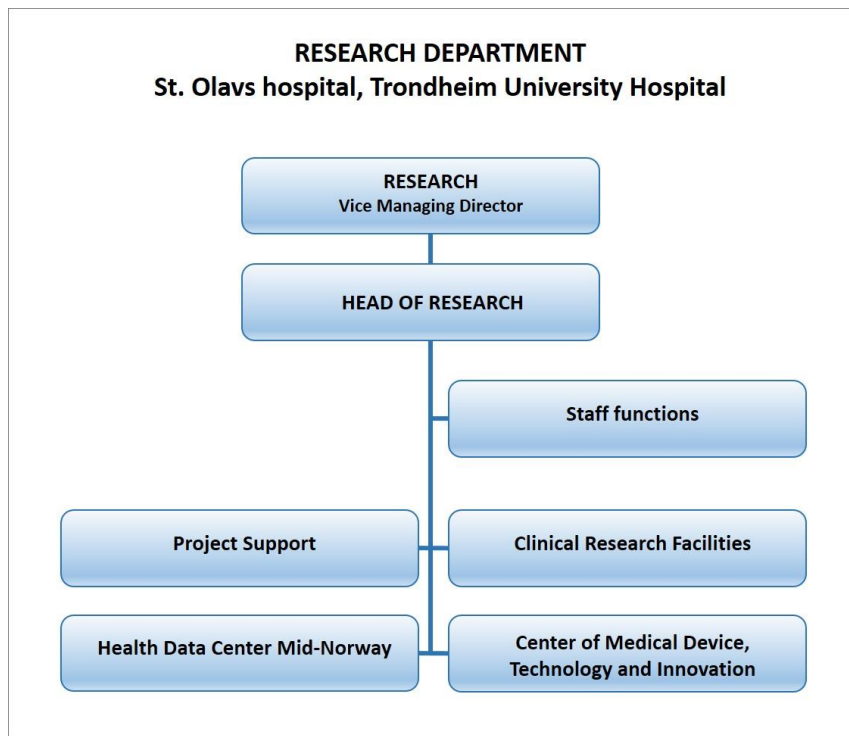 RESEARCH DEPARTMENT
St. Olavs hospital, Trondheim University Hospital
RESEARCH
Vice Managing Director
HEAD OF RESEARCH
Staff functions
Project Support
Clinical Research Facilities
Health Data Center Mid-Norway
Center of Medical Device,
Technology and Innovation